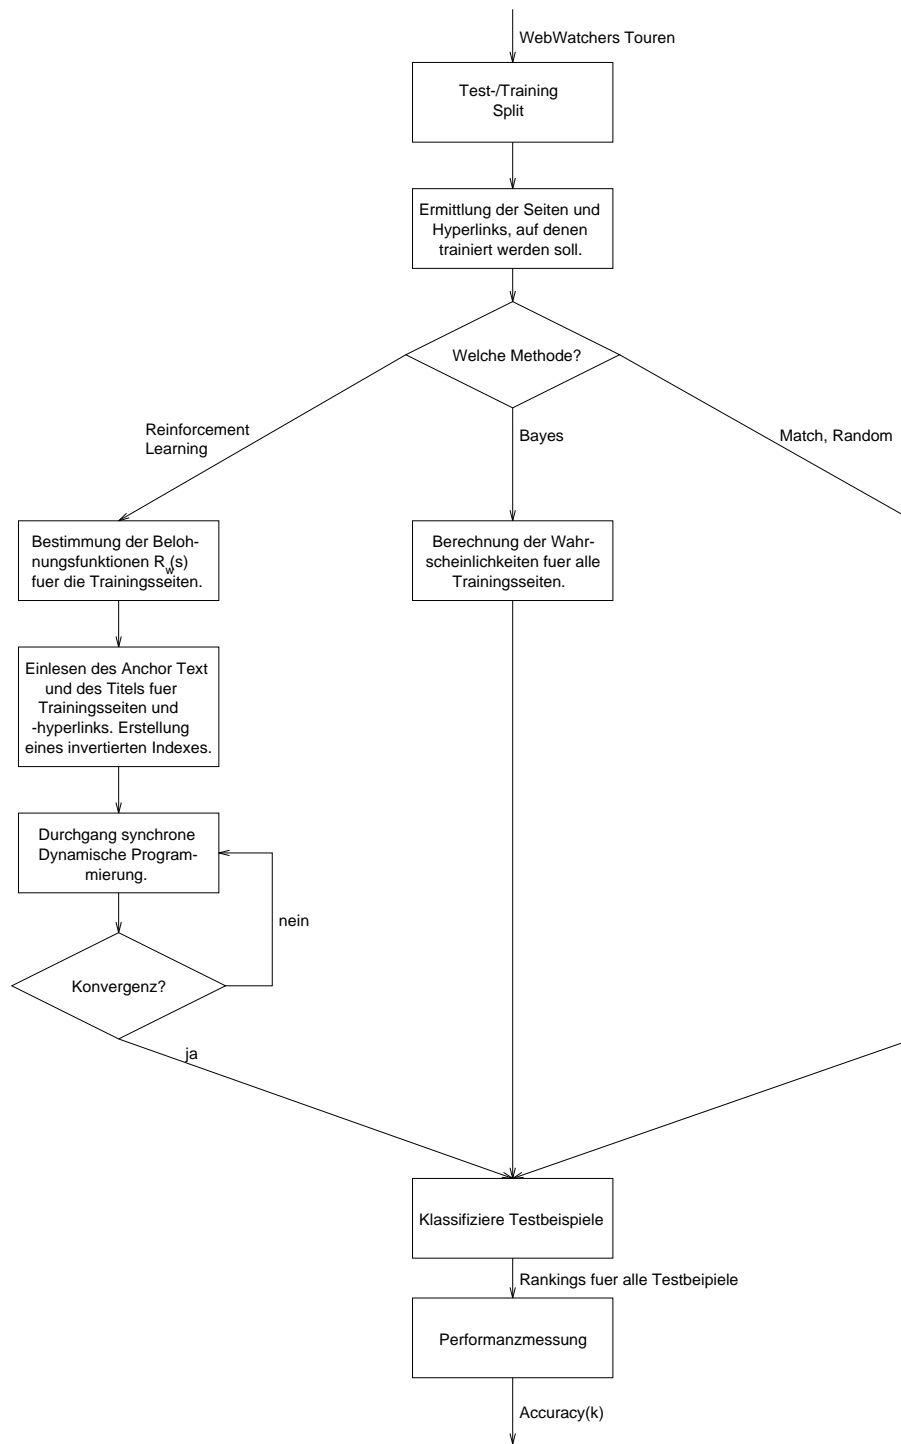 WebWatchers Touren
Test-/Training
Split
Ermittlung der Seiten und
Hyperlinks, auf denen
trainiert werden soll.
Welche Methode?
Reinforcement
Learning
Bayes
Match, Random
Bestimmung der Beloh-
nungsfunktionen R_w(s)
fuer die Trainingsseiten.
Berechnung der Wahr-
scheinlichkeiten fuer alle
Trainingsseiten.
Einlesen des Anchor Text
und des Titels fuer
Trainingsseiten und
-hyperlinks. Erstellung
eines invertierten Indexes.
Durchgang synchrone
Dynamische Program-
mierung.
nein
Konvergenz?
ja
Klassifiziere Testbeispiele
Rankings fuer alle Testbeipiele
Performanzmessung
Accuracy(k)